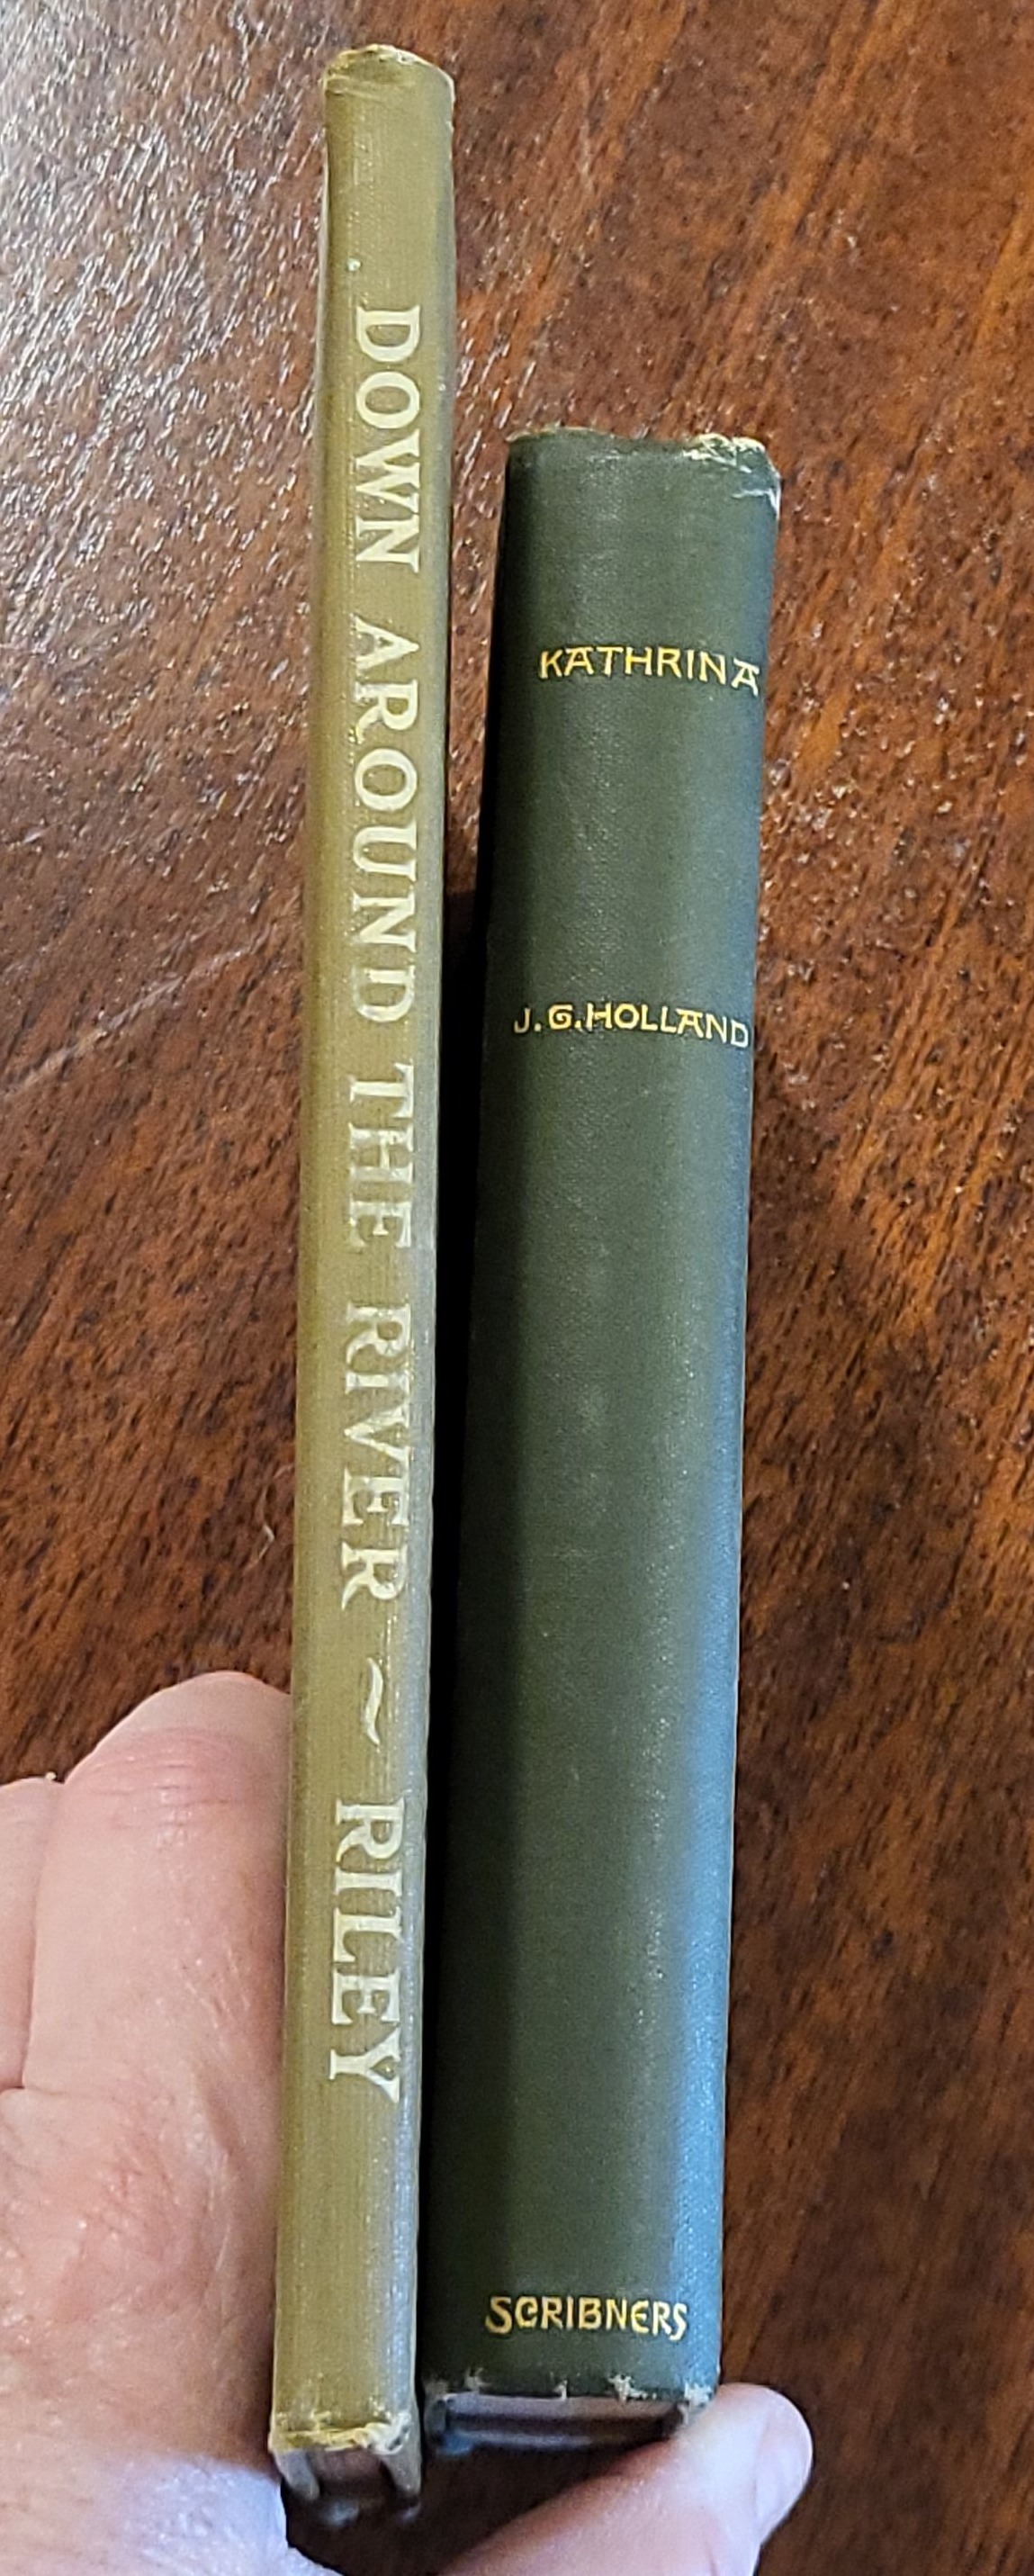 DOWN AROUND THE RIVER ~ RILEY
KATHRINA
J. G. HOLLAND
SCRIBNERS